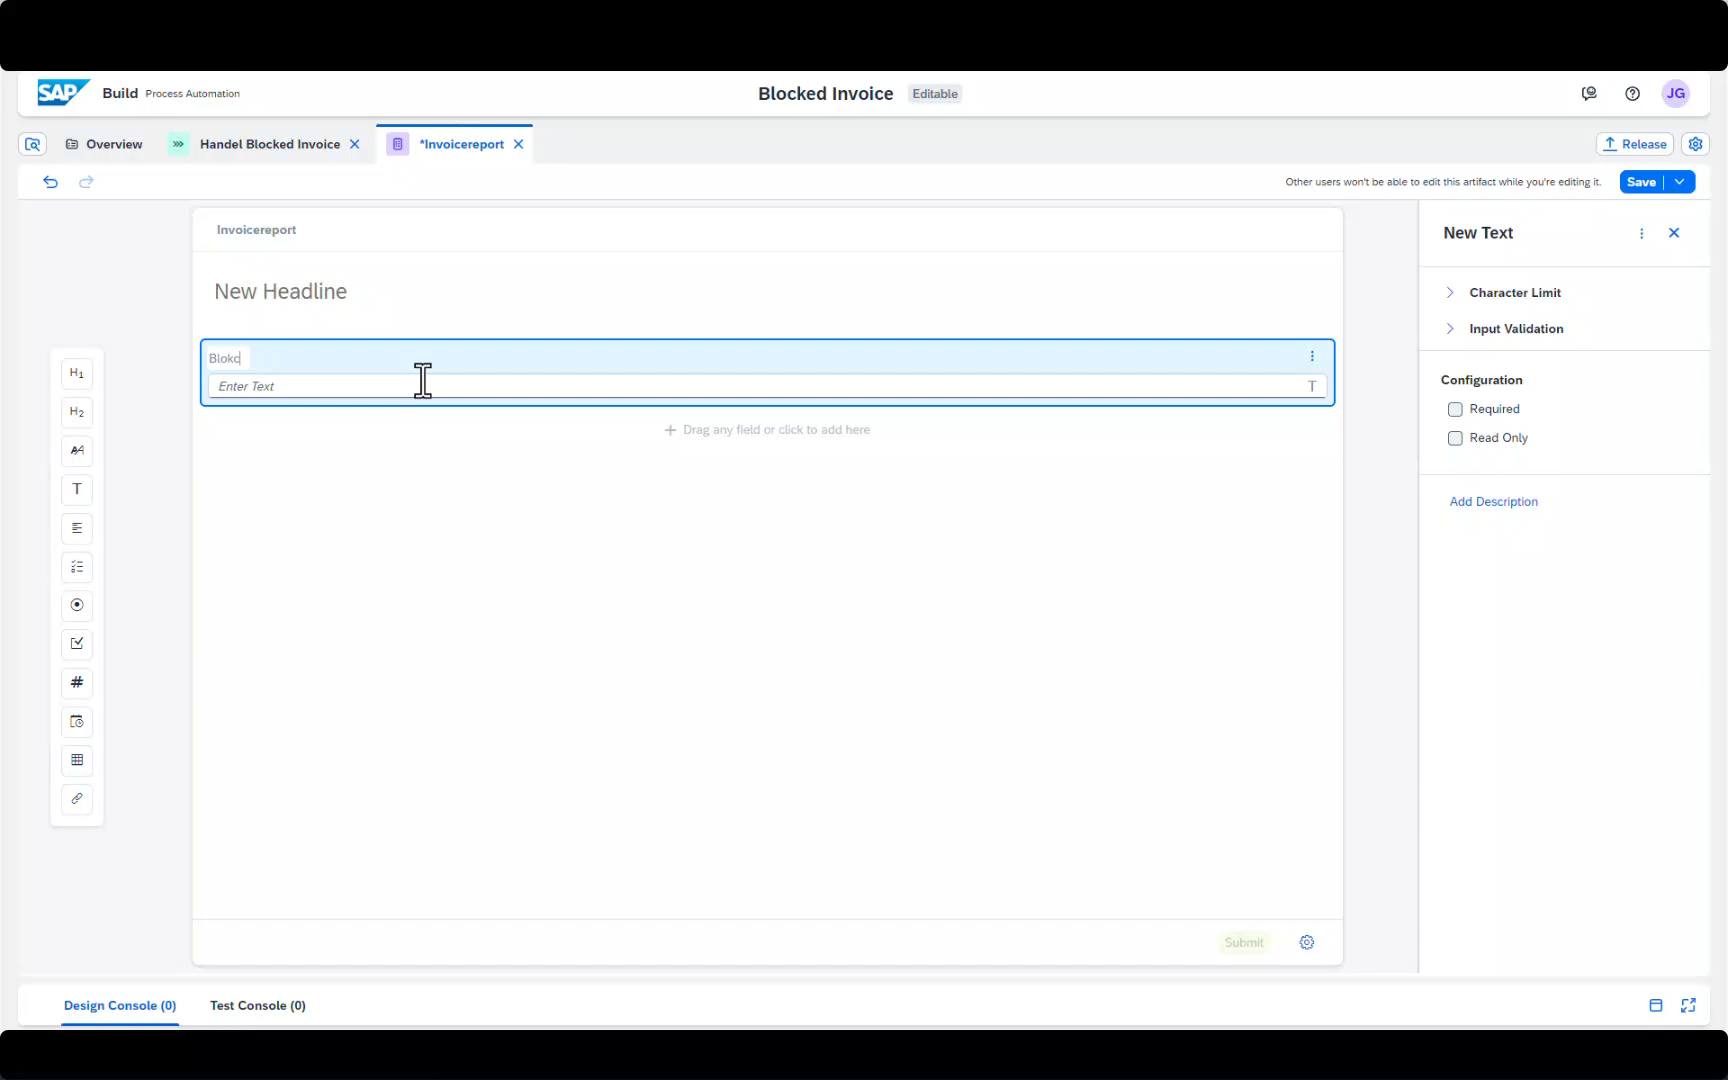 SAP Build Process Automation
Blocked Invoice Editable
JG
Overview
Handel Blocked Invoice
*Invoicereport
Release
Other users won't be able to edit this artifact while you're editing it.
Save
Invoicereport
New Headline
Blokc
Enter Text
T
Drag any field or click to add here
H1
H2
A4
T
#
Submit
New Text
Character Limit
Input Validation
Configuration
Required
Read Only
Add Description
Design Console (0)
Test Console (0)